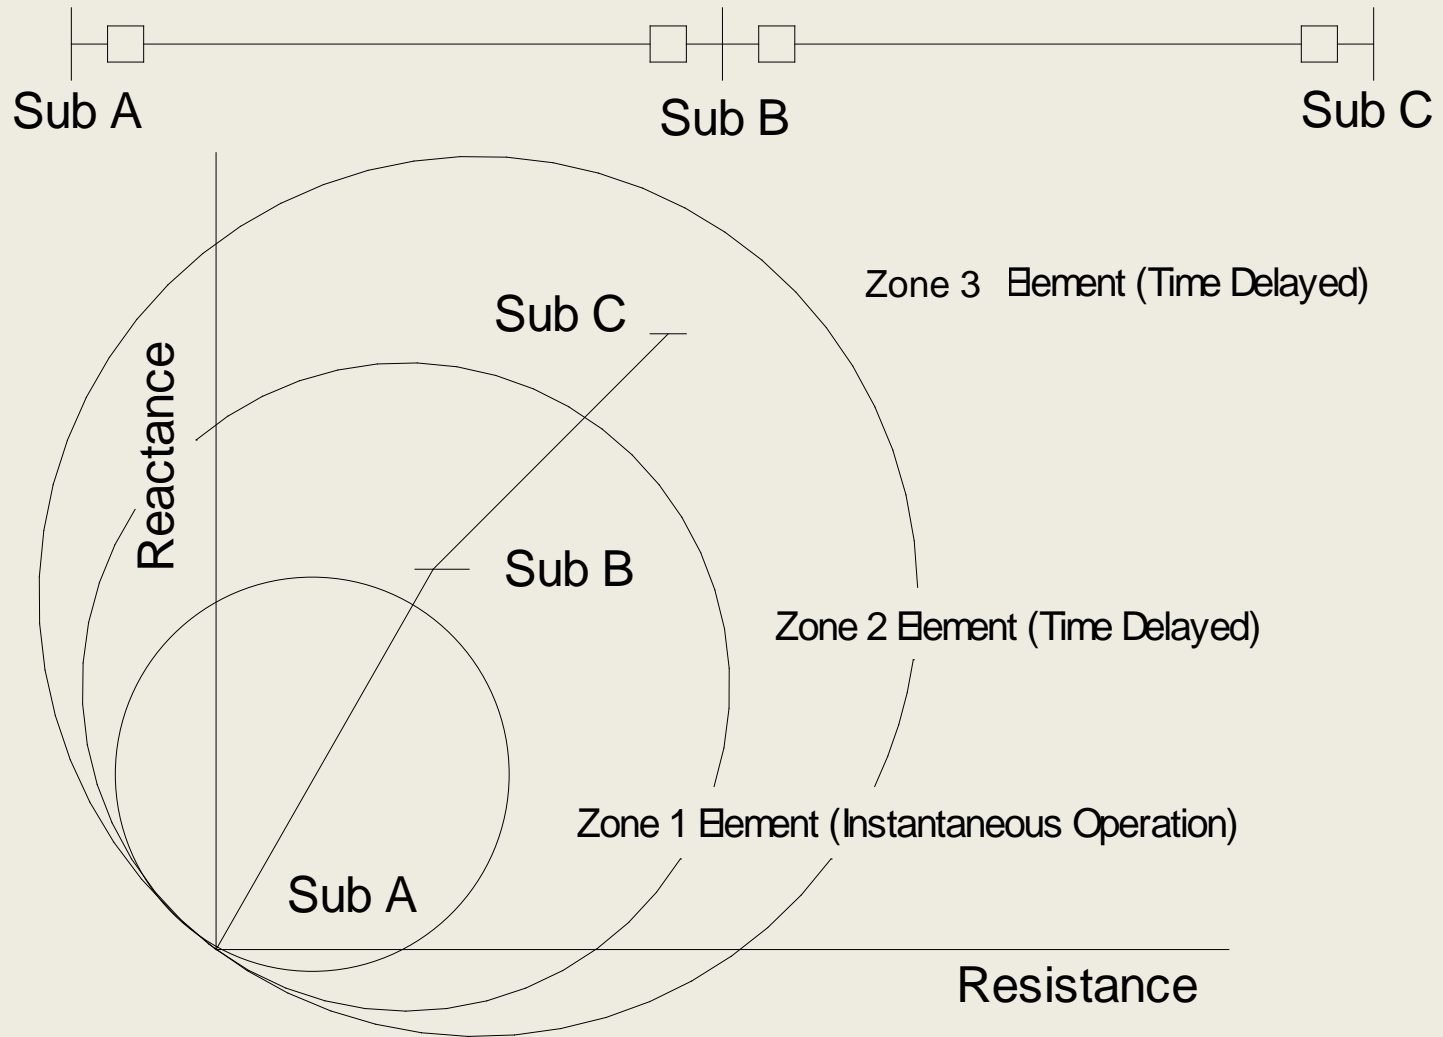 Sub A
Sub B
Sub C
Zone 3 Element (Time Delayed)
Sub C
Reactance
Sub B
Zone 2 Element (Time Delayed)
Zone 1 Element (Instantaneous Operation)
Sub A
Resistance